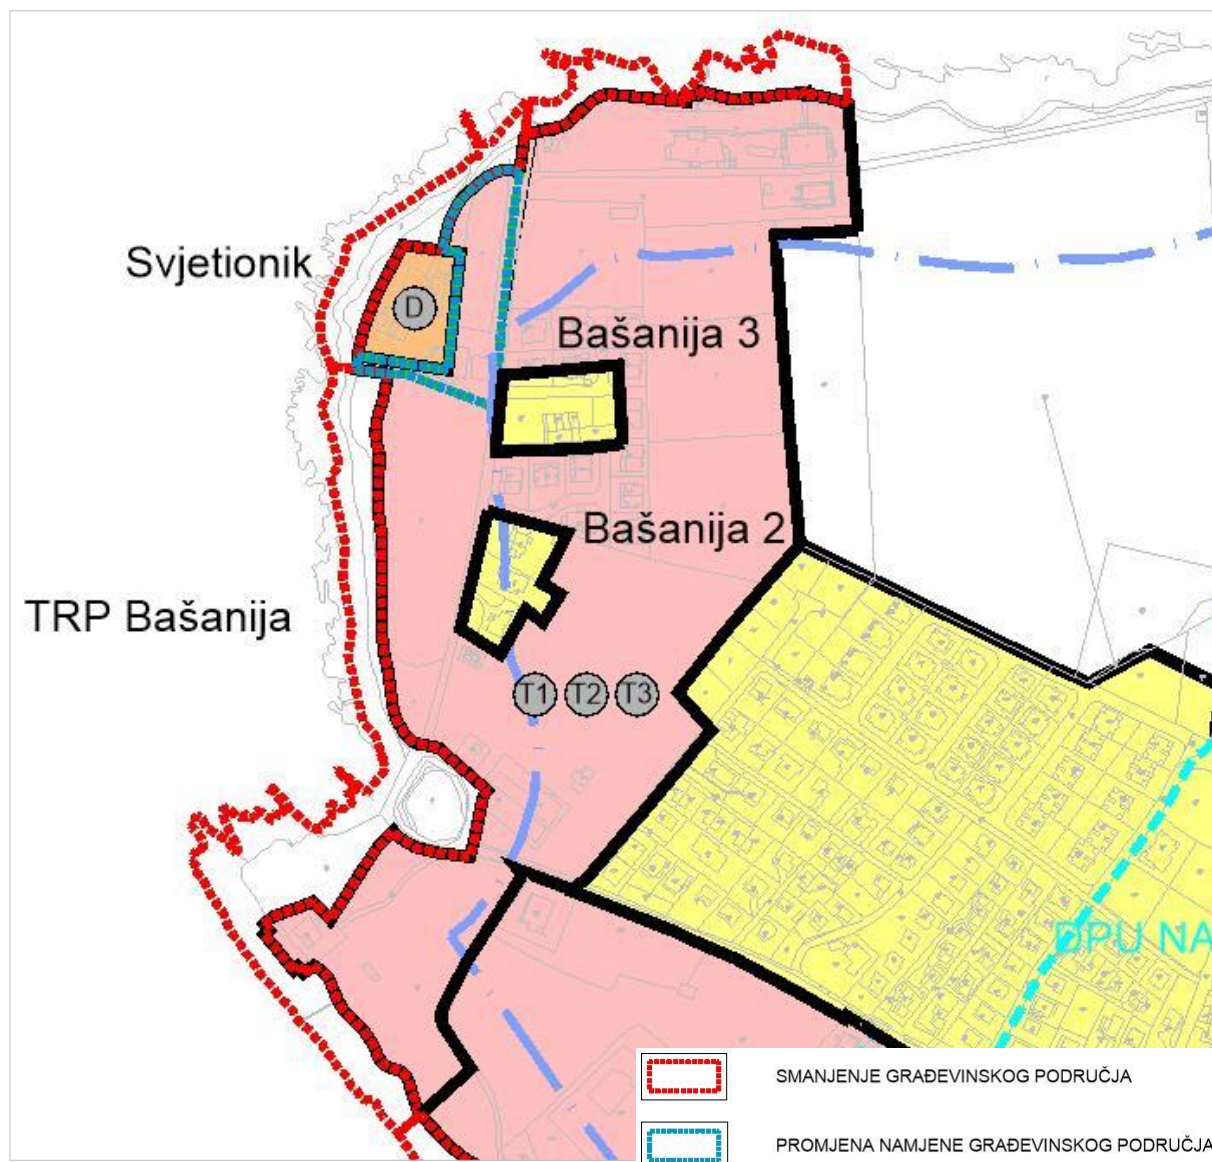 Svjetionik
D
Bašanija 3
Bašanija 2
TRP Bašanija
T1 T2 T3
DPU NA
SMANJENJE GRAĐEVINSKOG PODRUČJA
PROMJENA NAMJENE GRAĐEVINSKOG PODRUČJA